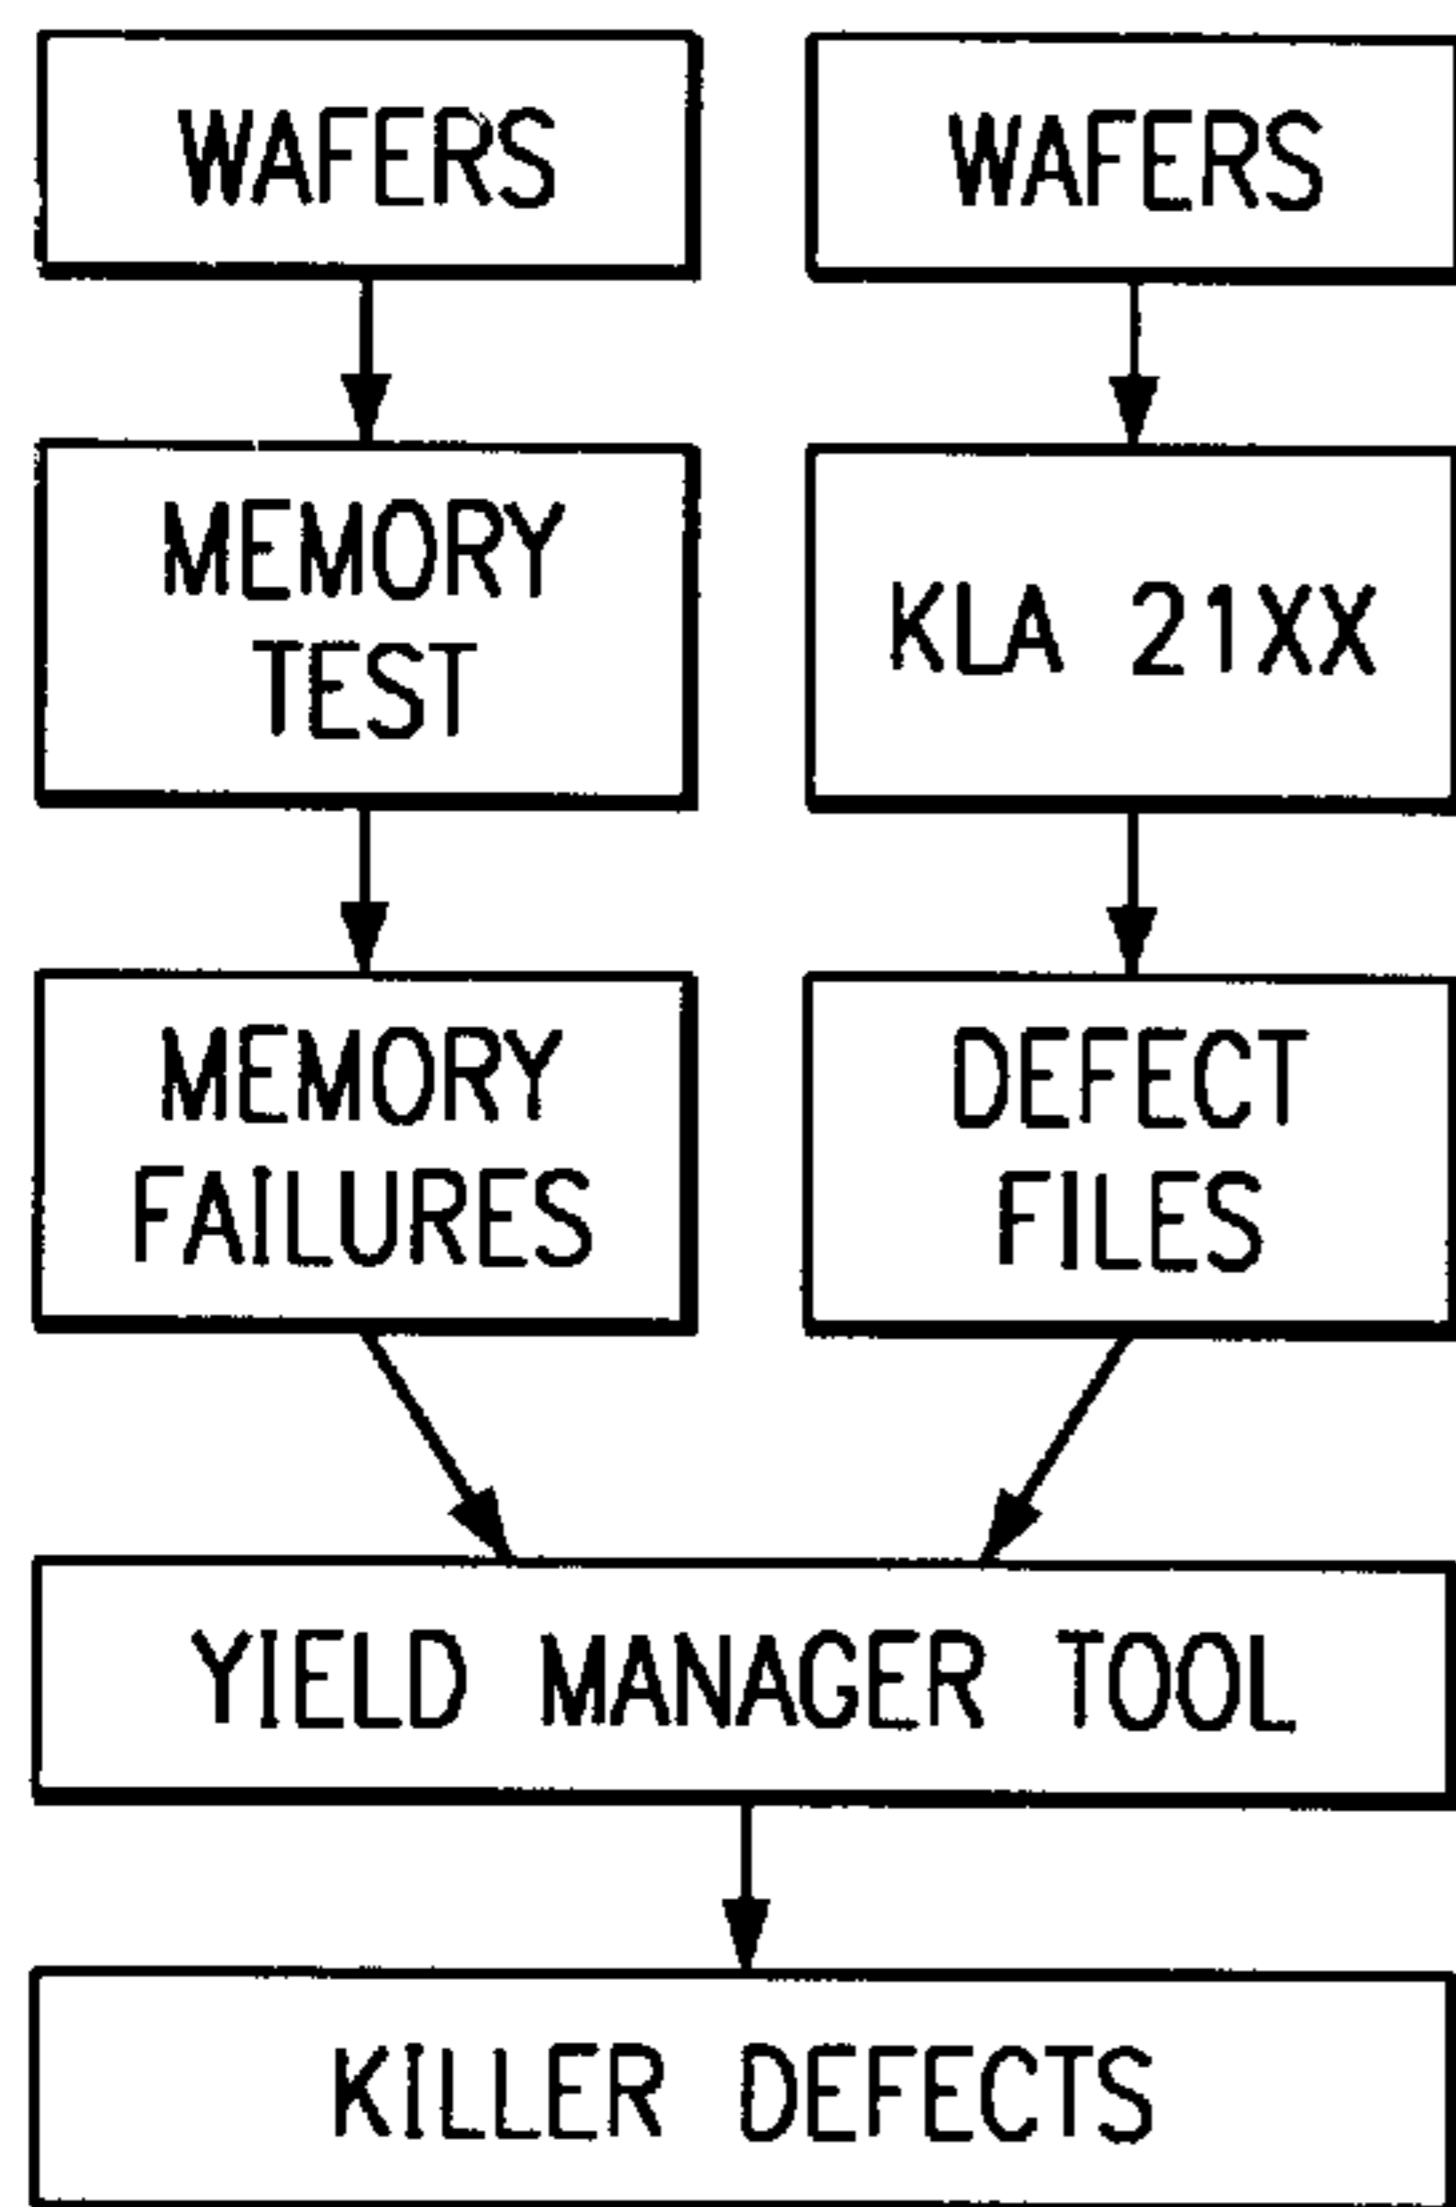 WAFERS
WAFERS
MEMORY
TEST
KLA 21XX
MEMORY
FAILURES
DEFECT
FILES
YIELD MANAGER TOOL
KILLER DEFECTS